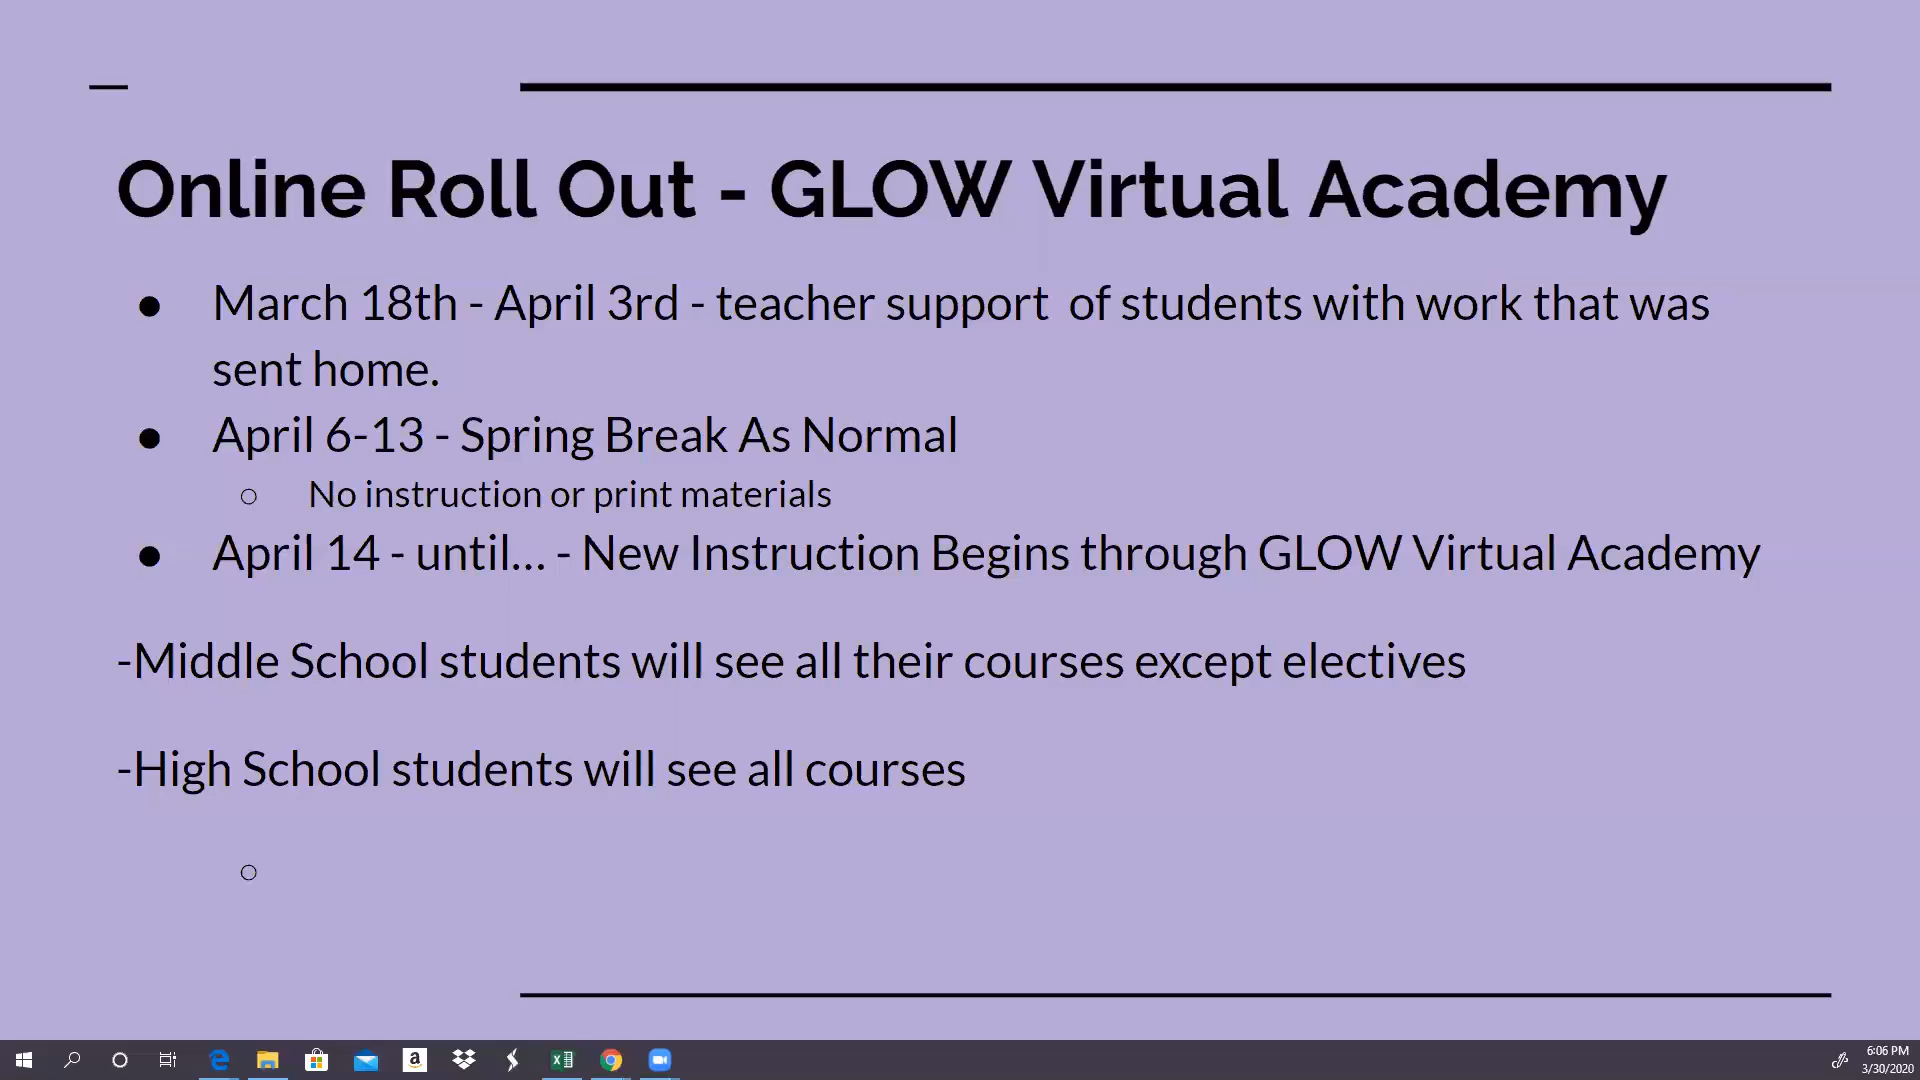 Online Roll Out - GLOW Virtual Academy
● March 18th - April 3rd - teacher support  of students with work that was
sent home.
● April 6-13 - Spring Break As Normal
○ No instruction or print materials
● April 14 - until... - New Instruction Begins through GLOW Virtual Academy
-Middle School students will see all their courses except electives
-High School students will see all courses
○
6:06 PM
3/30/2020